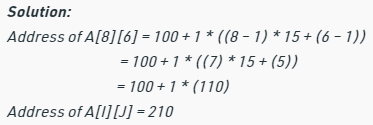 Solution:
Address of A[8][6] = 100 + 1 * ((8 - 1) * 15 + (6 - 1))
= 100 + 1 * ((7) * 15 + (5))
= 100 + 1 * (110)
Address of A[I][J] = 210